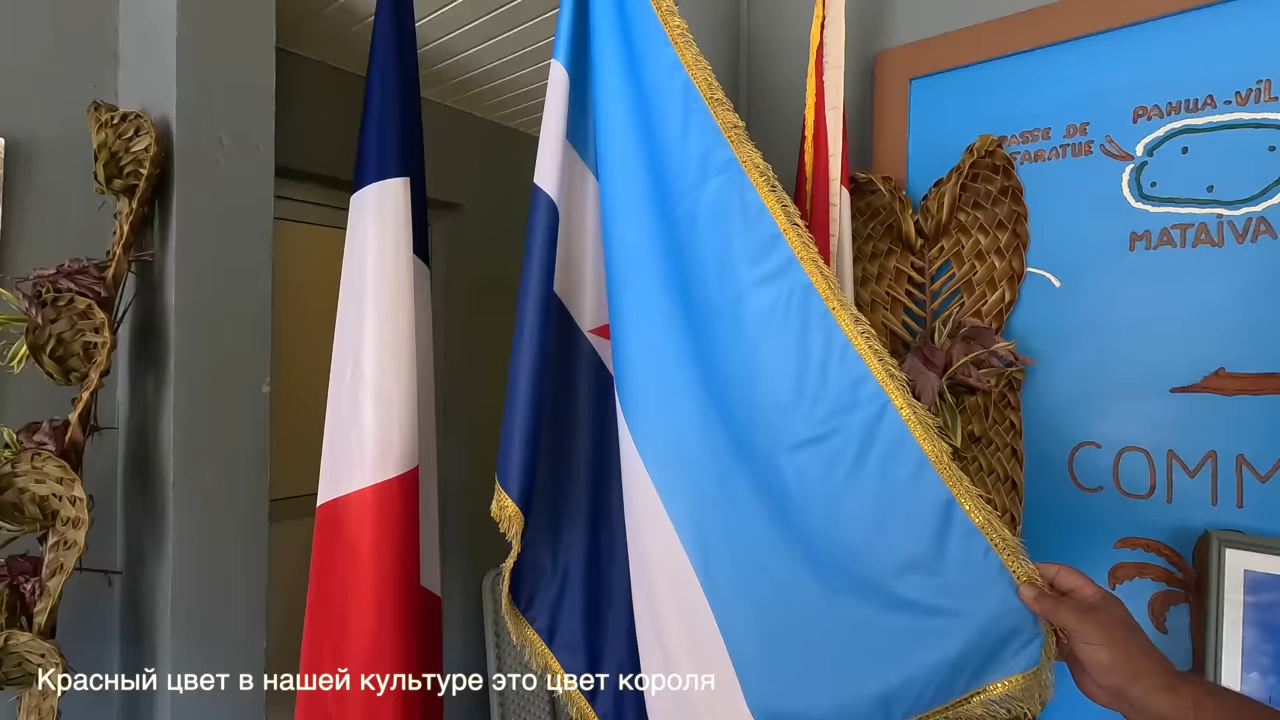 PAHUA-ViL
PASSE DE
FARATUE
MATAiVA
COMM
Красный цвет в нашей культуре это цвет короля